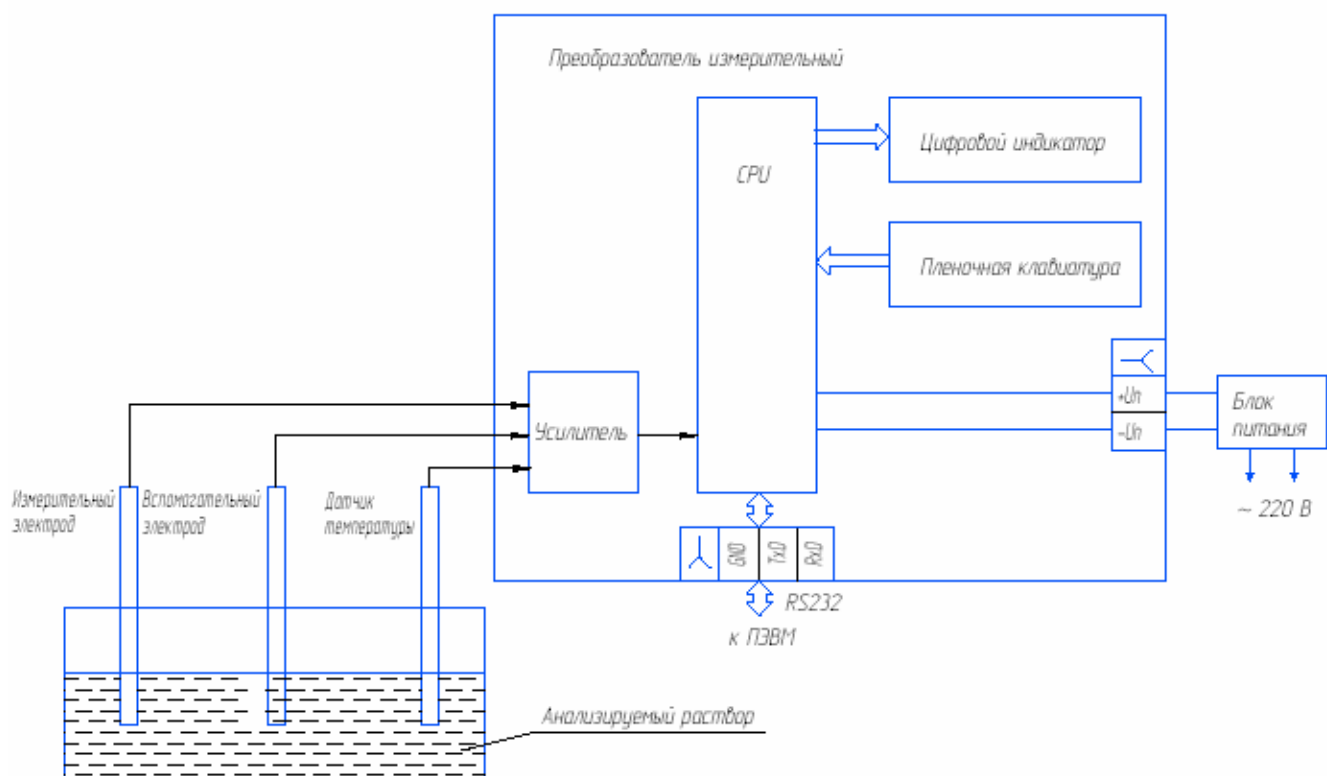 Преобразователь измерительный
CPU
Цифровой индикатор
Пленочная клавиатура
Усилитель
+Uп
-Uп
Блок
питания
~ 220 В
Измерительный
электрод
Вспомогательный
электрод
Датчик
температуры
GND
TxD
RxD
RS232
к ПЭВМ
Анализируемый раствор